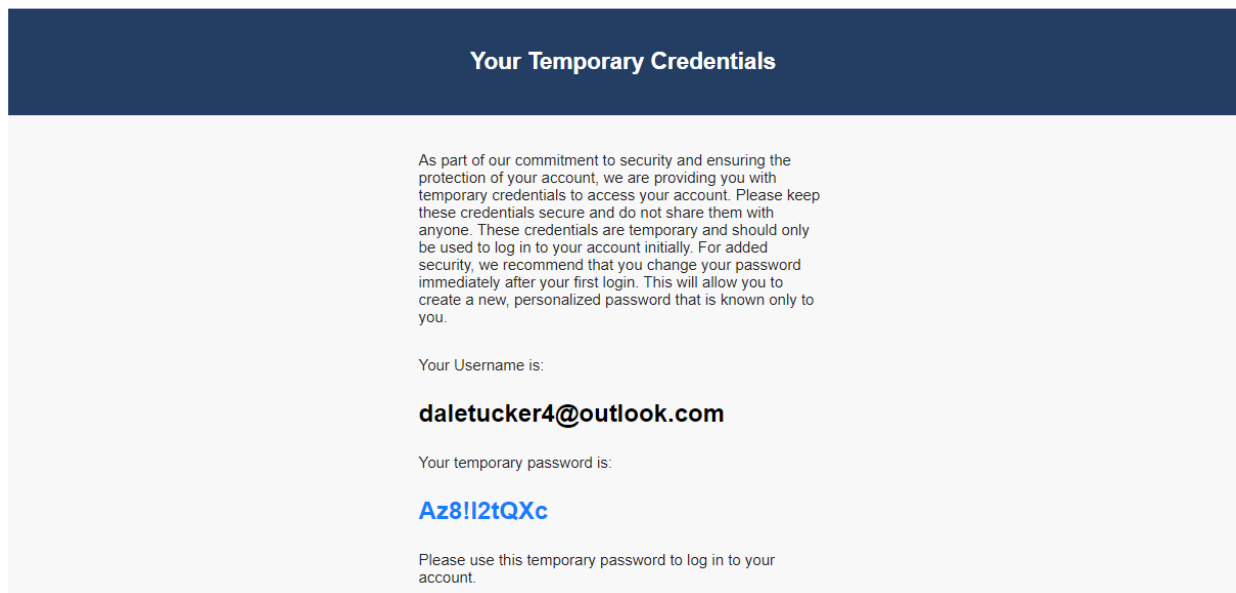 Your Temporary Credentials
As part of our commitment to security and ensuring the
protection of your account, we are providing you with
temporary credentials to access your account. Please keep
these credentials secure and do not share them with
anyone. These credentials are temporary and should only
be used to log in to your account initially. For added
security, we recommend that you change your password
immediately after your first login. This will allow you to
create a new, personalized password that is known only to
you.
Your Username is:
daletucker4@outlook.com
Your temporary password is:
Az8!l2tQXc
Please use this temporary password to log in to your
account.